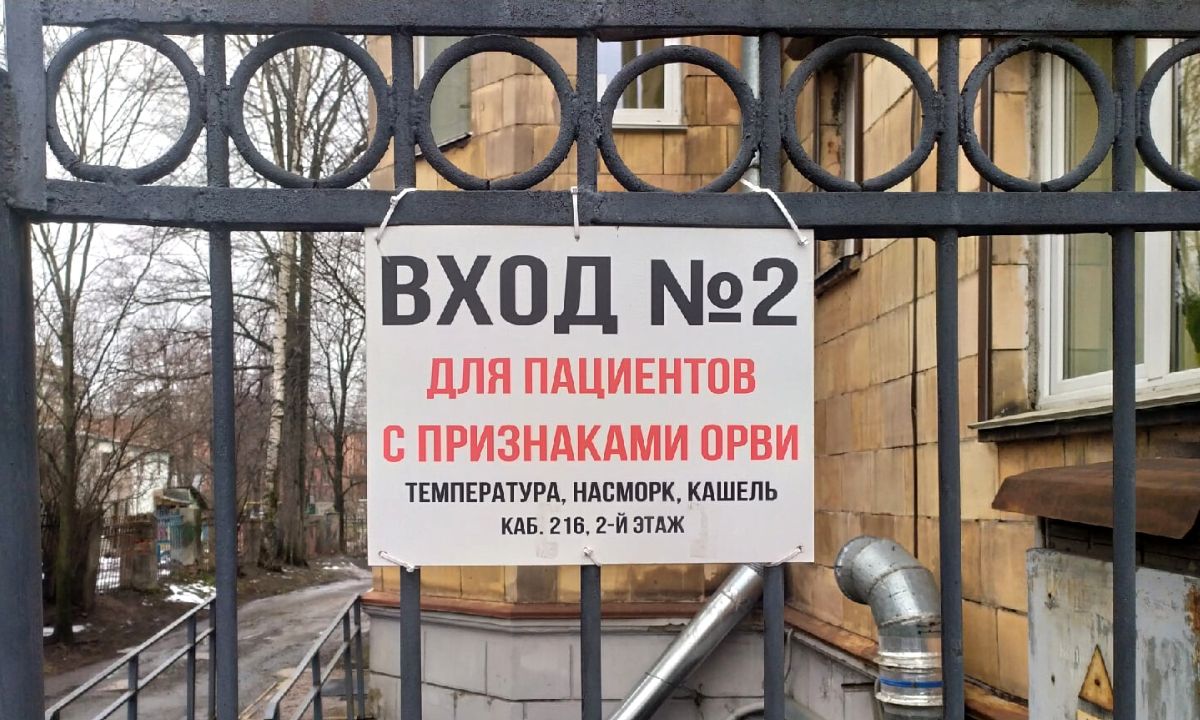 ВХОД №2
ДЛЯ ПАЦИЕНТОВ
С ПРИЗНАКАМИ ОРВИ
ТЕМПЕРАТУРА, НАСМОРК, КАШЕЛЬ
КАБ. 216, 2-Й ЭТАЖ